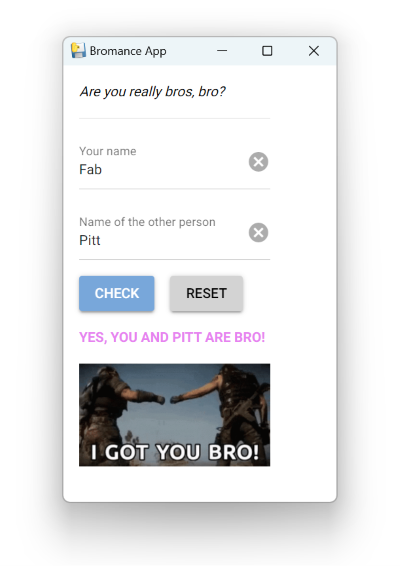 Bromance App
Are you really bros, bro?
Your name
Fab
Name of the other person
Pitt
CHECK RESET
YES, YOU AND PITT ARE BRO!
I GOT YOU BRO!